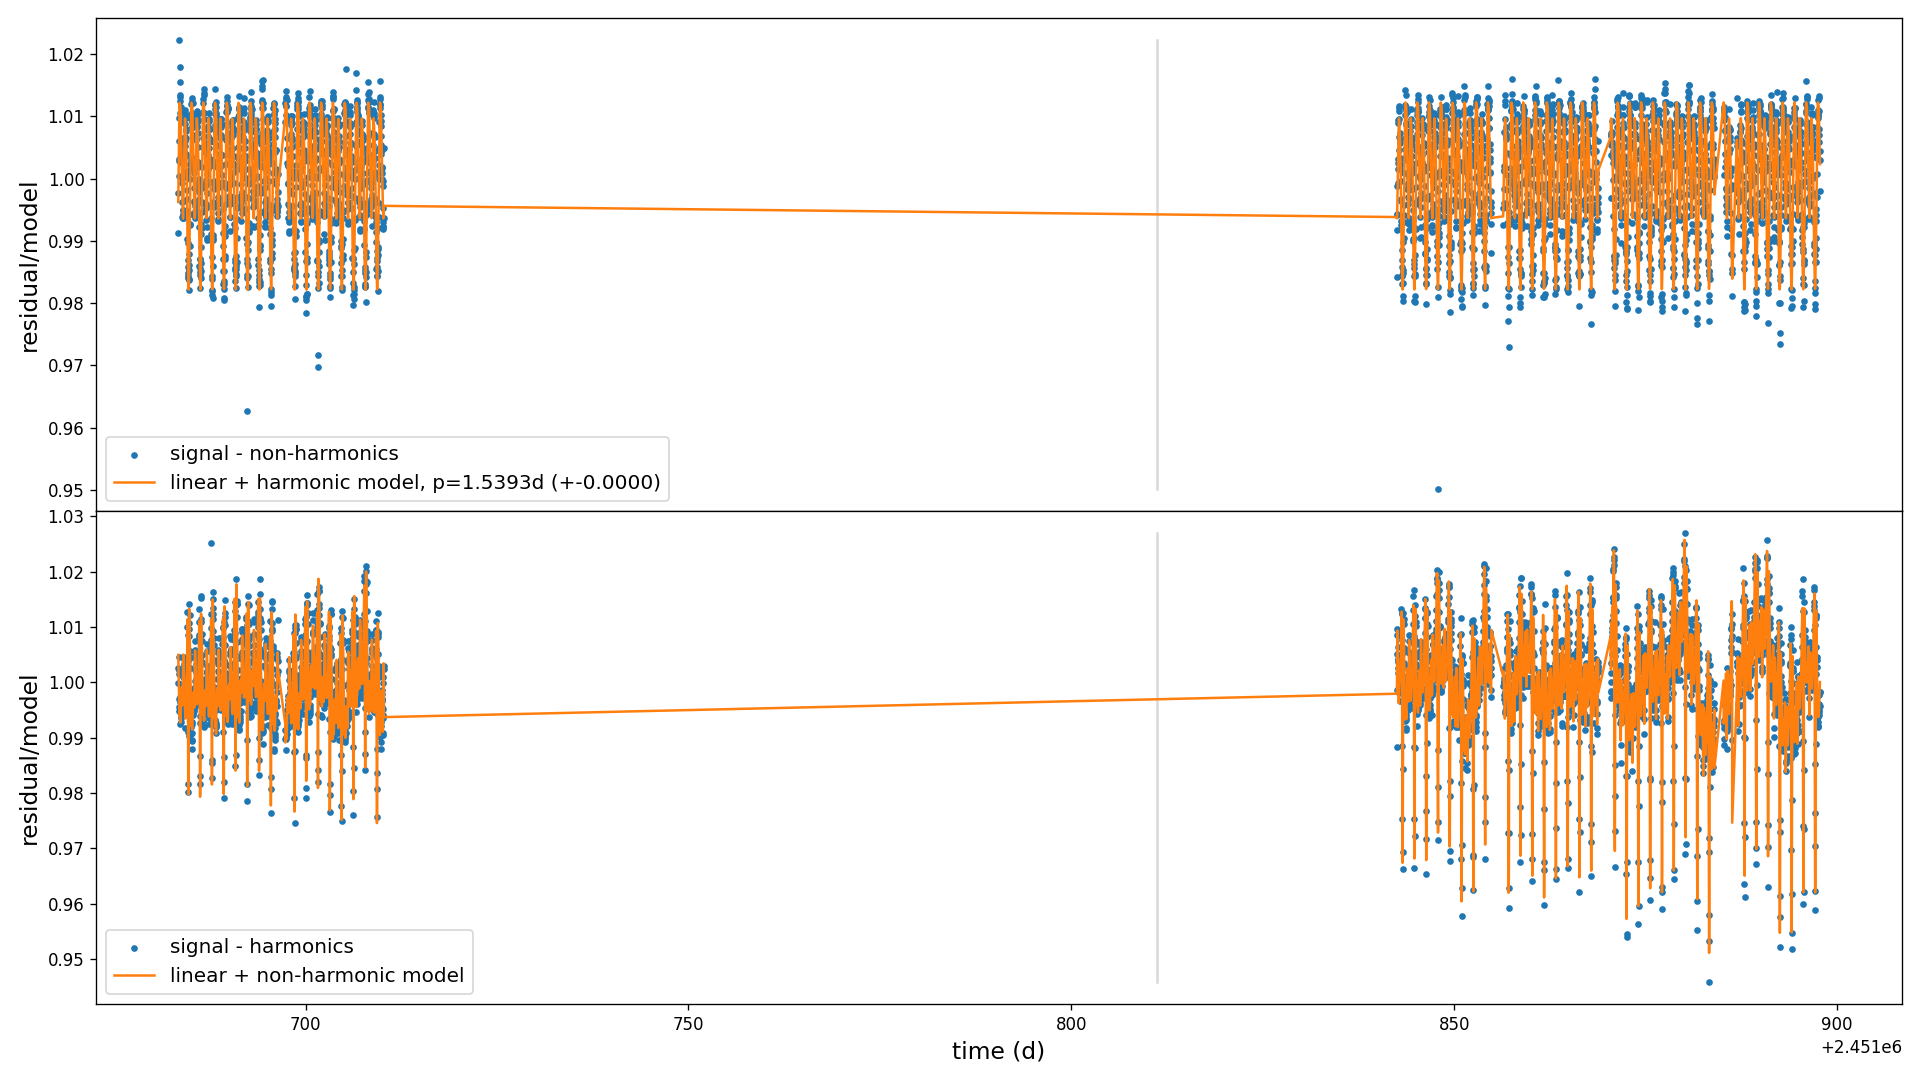 1.02
1.01
1.00
0.99
0.98
0.97
0.96
0.95
residual/model
signal - non-harmonics
linear + harmonic model, p=1.5393d (+-0.0000)
1.03
1.02
1.01
1.00
0.99
0.98
0.97
0.96
0.95
residual/model
signal - harmonics
linear + non-harmonic model
700
750
800
850
900
time (d)
+2.451e6